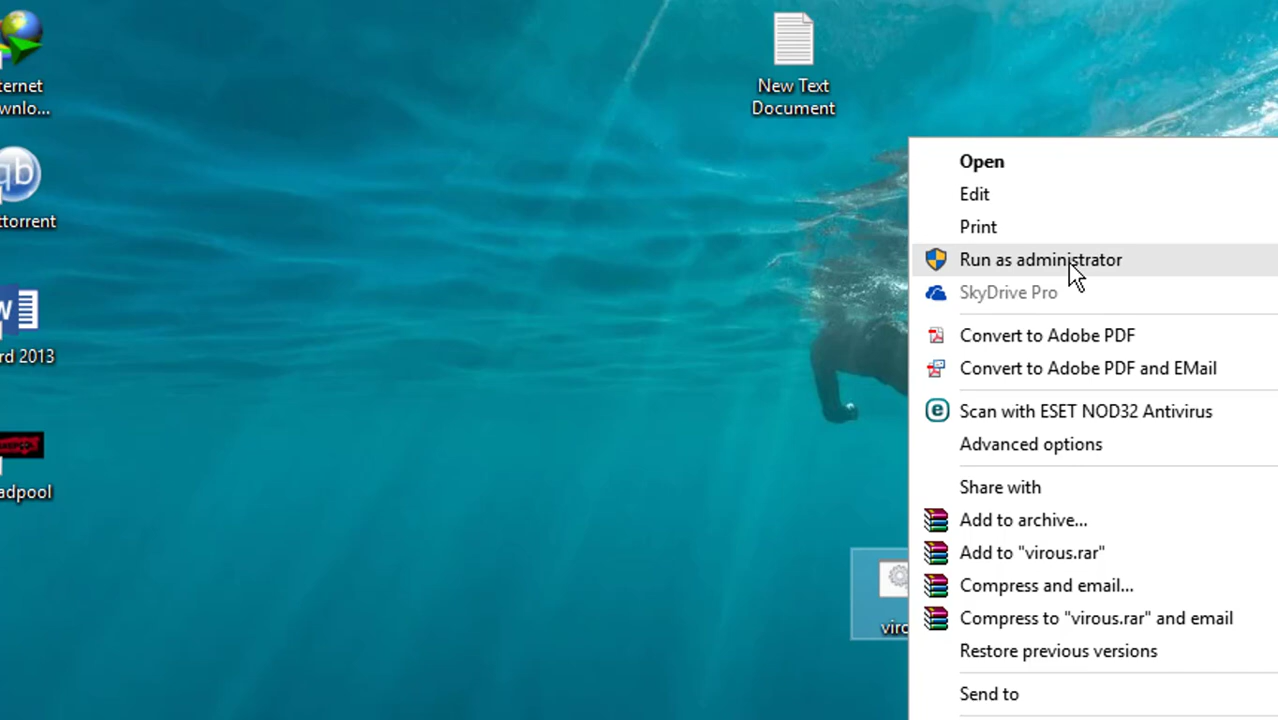 ternet
wnlo...
qb
ttorrent
W
rd 2013
adpool
New Text
Document
Open
Edit
Print
Run as administrator
SkyDrive Pro
Convert to Adobe PDF
Convert to Adobe PDF and EMail
e
Scan with ESET NOD32 Antivirus
Advanced options
Share with
Add to archive...
Add to "virous.rar"
Compress and email...
Compress to "virous.rar" and email
Restore previous versions
Send to
viro